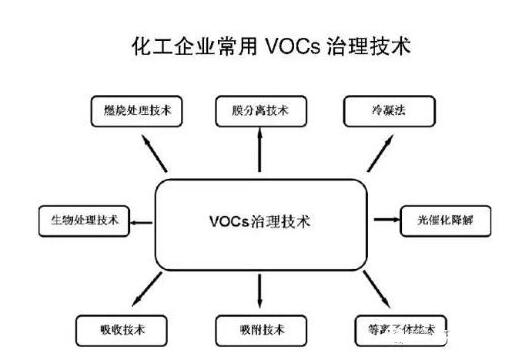 化工企业常用 VOCs 治理技术
燃烧处理技术
膜分离技术
冷凝法
生物处理技术
VOCs治理技术
光催化降解
吸收技术
吸附技术
等离子体技术